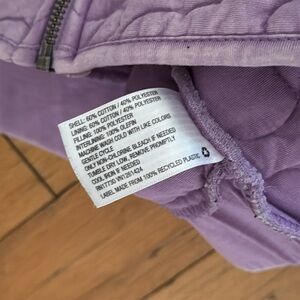 SHELL: 60% COTTON / 40% POLYESTER
LINING: 60% COTTON / 40% POLYESTER
FILLING: 100% POLYESTER
INTERLINING: 100% OLEFIN
MACHINE WASH COLD WITH LIKE COLORS
GENTLE CYCLE
ONLY NON-CHLORINE BLEACH IF NEEDED
TUMBLE DRY LOW, REMOVE PROMPTLY
COOL IRON IF NEEDED
RN17730 VN1281424
LABEL MADE FROM 100% RECYCLED PLASTIC